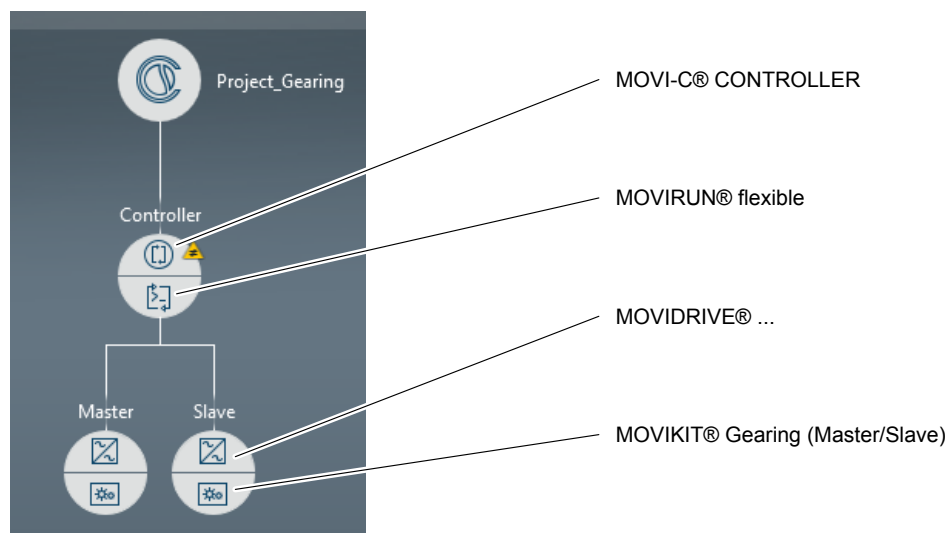 Project_Gearing
MOVI-C® CONTROLLER
MOVIRUN® flexible
Controller
MOVIDRIVE® ...
Master
Slave
MOVIKIT® Gearing (Master/Slave)